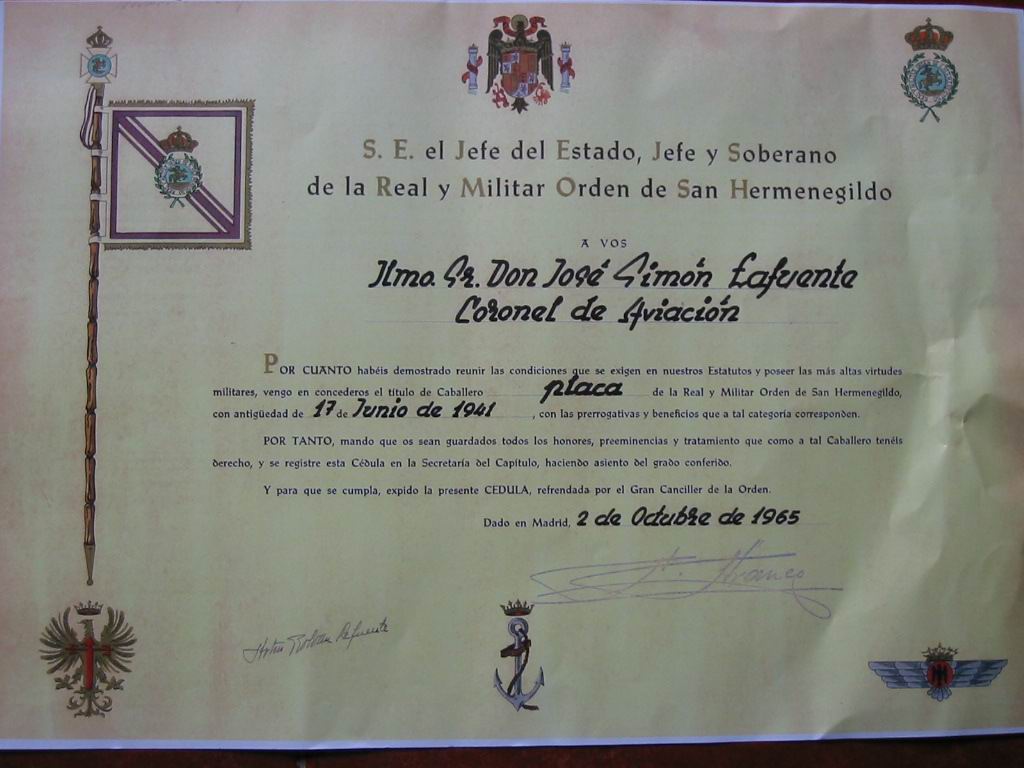 S. E. el Jefe del Estado, Jefe y Soberano
de la Real y Militar Orden de San Hermenegildo
A VOS
Ilmo. Sr. Don José Simón Lafuente
Coronel de Aviación
POR CUANTO habéis demostrado reunir las condiciones que se exigen en nuestros Estatutos y poseer las más altas virtudes
militares, vengo en concederos el título de Caballero placa de la Real y Militar Orden de San Hermenegildo,
con antigüedad de 17 de Junio de 1941, con las prerrogativas y beneficios que a tal categoría corresponden.
POR TANTO, mando que os sean guardados todos los honores, preeminencias y tratamiento que como a tal Caballero tenéis
derecho, y se registre esta Cédula en la Secretaría del Capítulo, haciendo asiento del grado conferido.
Y para que se cumpla, expido la presente CEDULA, refrendada por el Gran Canciller de la Orden.
Dado en Madrid, 2 de Octubre de 1965
F. Franco